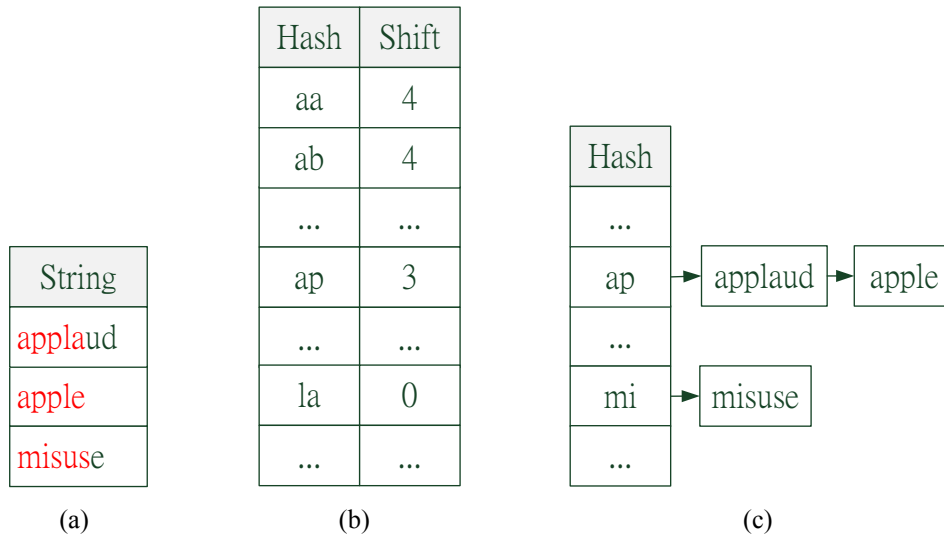 String
applaud
apple
misuse
(a)
Hash Shift
aa 4
ab 4
... ...
ap 3
... ...
la 0
... ...
(b)
Hash
...
ap applaud apple
...
mi misuse
...
(c)